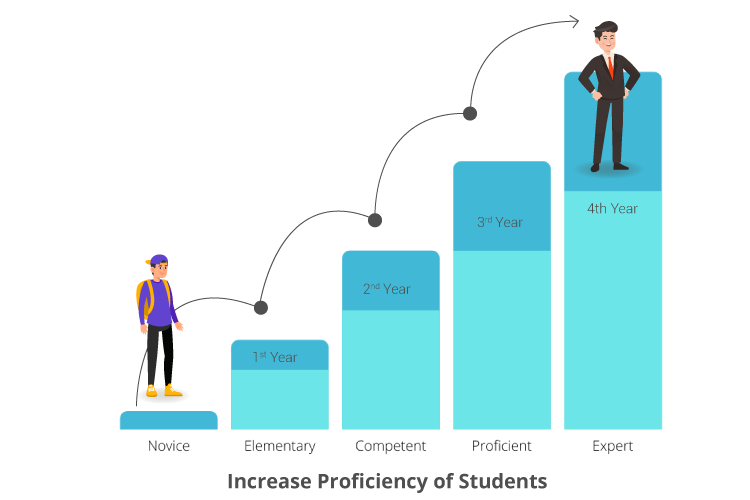 4th Year
3rd Year
2nd Year
1st Year
Novice
Elementary
Competent
Proficient
Expert
Increase Proficiency of Students